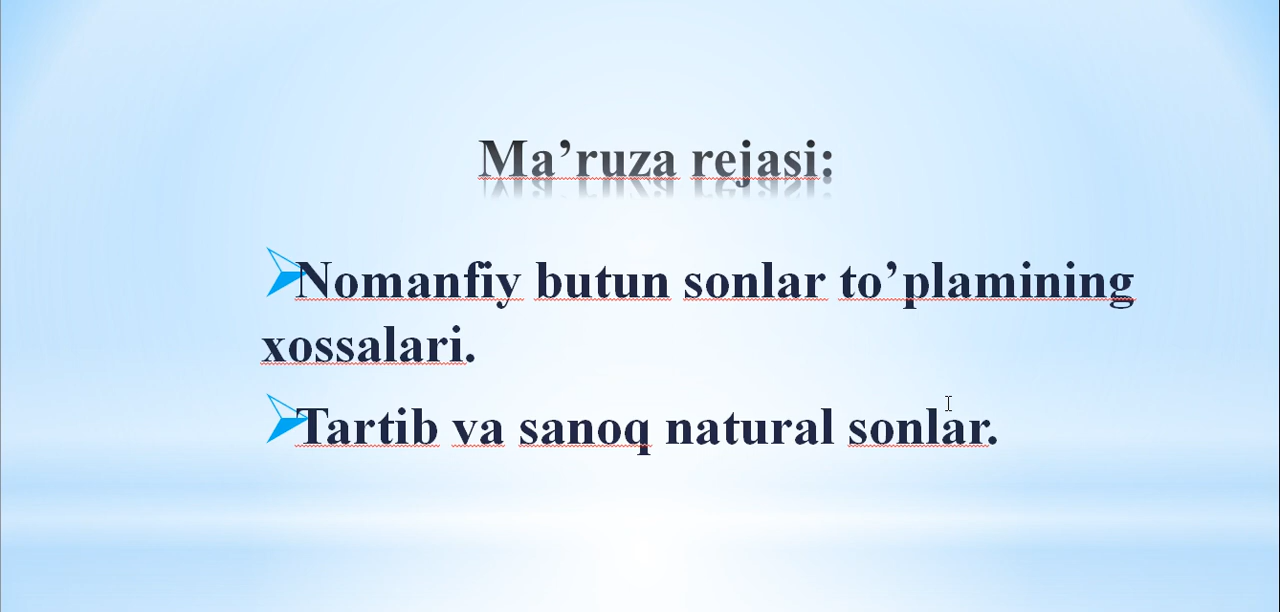 Ma’ruza rejasi:
Nomanfiy butun sonlar to’plamining
xossalari.
Tartib va sanoq natural sonlar.